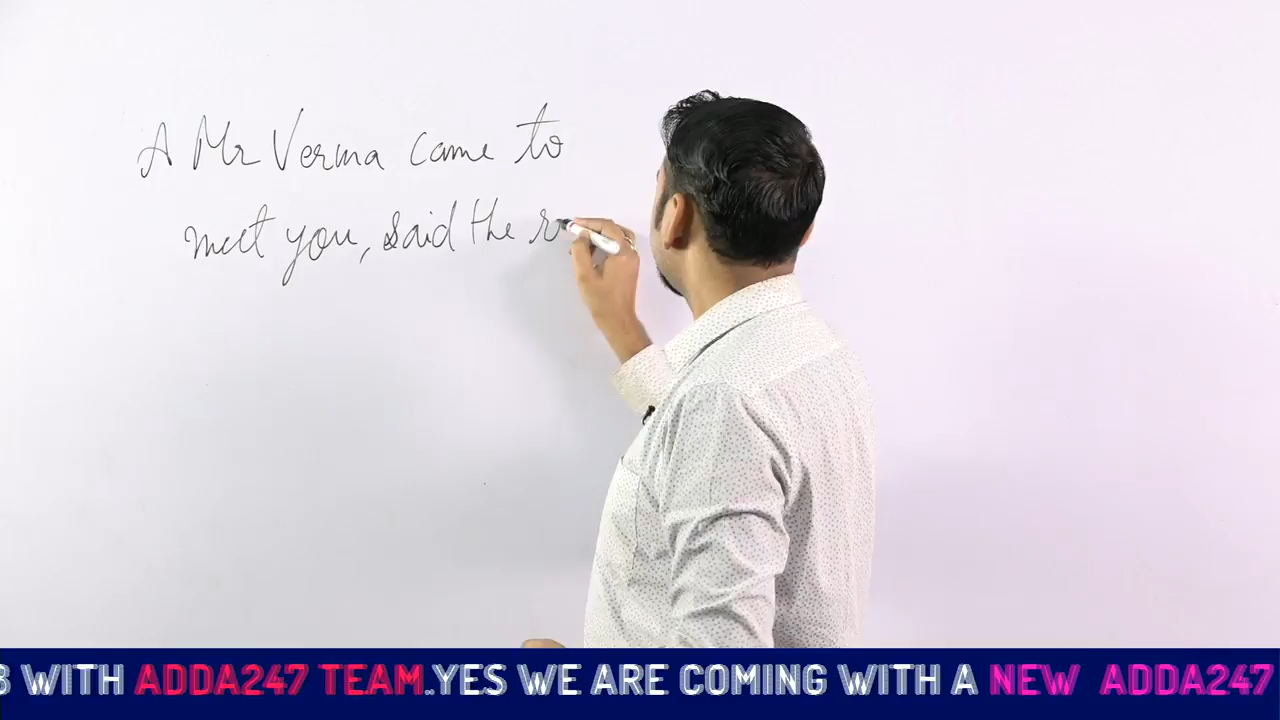 A Mr Verma came to
meet you, said the
WITH ADDA247 TEAM..YES WE ARE COMING WITH A NEW ADDA247